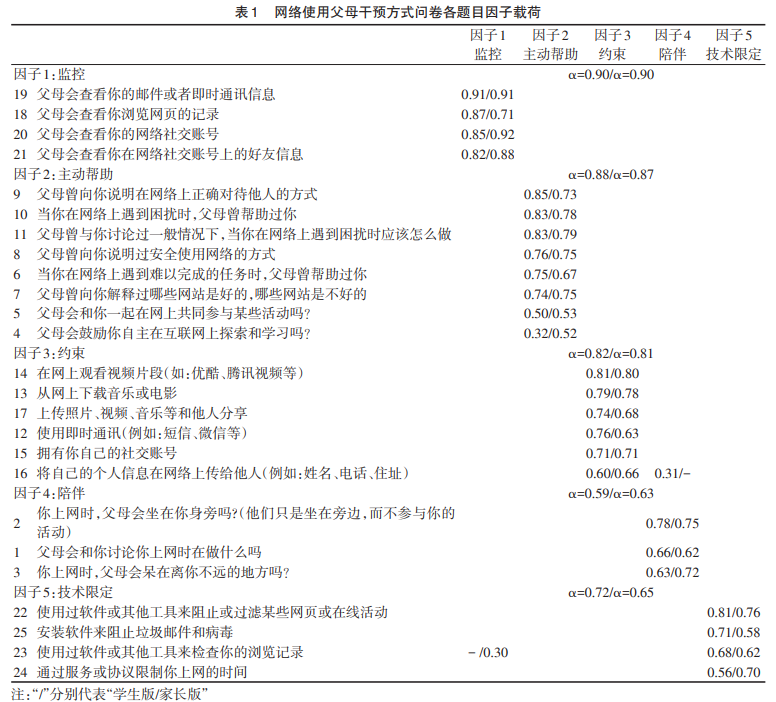 表1 网络使用父母干预方式问卷各题目因子载荷
因子1 因子2 因子3 因子4 因子5
监控 主动帮助 约束 陪伴 技术限定
因子1:监控 α=0.90/α=0.90
19 父母会查看你的邮件或者即时通讯信息 0.91/0.91
18 父母会查看你浏览网页的记录 0.87/0.71
20 父母会查看你的网络社交账号 0.85/0.92
21 父母会查看你在网络社交账号上的好友信息 0.82/0.88
因子2:主动帮助 α=0.88/α=0.87
9 父母曾向你说明在网络上正确对待他人的方式 0.85/0.73
10 当你在网络上遇到困扰时,父母曾帮助过你 0.83/0.78
11 父母曾与你讨论过一般情况下,当你在网络上遇到困扰时应该怎么做 0.83/0.79
8 父母曾向你说明过安全使用网络的方式 0.76/0.75
6 当你在网络上遇到难以完成的任务时,父母曾帮助过你 0.75/0.67
7 父母曾向你解释过哪些网站是好的,哪些网站是不好的 0.74/0.75
5 父母会和你一起在网上共同参与某些活动吗? 0.50/0.53
4 父母会鼓励你自主在互联网上探索和学习吗? 0.32/0.52
因子3:约束 α=0.82/α=0.81
14 在网上观看视频片段(如:优酷、腾讯视频等) 0.81/0.80
13 从网上下载音乐或电影 0.79/0.78
17 上传照片、视频、音乐等和他人分享 0.74/0.68
12 使用即时通讯(例如:短信、微信等) 0.76/0.63
15 拥有你自己的社交账号 0.71/0.71
16 将自己的个人信息在网络上传给他人(例如:姓名、电话、住址) 0.60/0.66 0.31/-
因子4:陪伴 α=0.59/α=0.63
2 你上网时,父母会坐在你身旁吗?(他们只是坐在旁边,而不参与你的
活动) 0.78/0.75
1 父母会和你讨论你上网时在做什么吗 0.66/0.62
3 你上网时,父母会呆在离你不远的地方吗? 0.63/0.72
因子5:技术限定 α=0.72/α=0.65
22 使用过软件或其他工具来阻止或过滤某些网页或在线活动 0.81/0.76
25 安装软件来阻止垃圾邮件和病毒 0.71/0.58
23 使用过软件或其他工具来检查你的浏览记录 -/0.30 0.68/0.62
24 通过服务或协议限制你上网的时间 0.56/0.70
注:“/”分别代表“学生版/家长版”